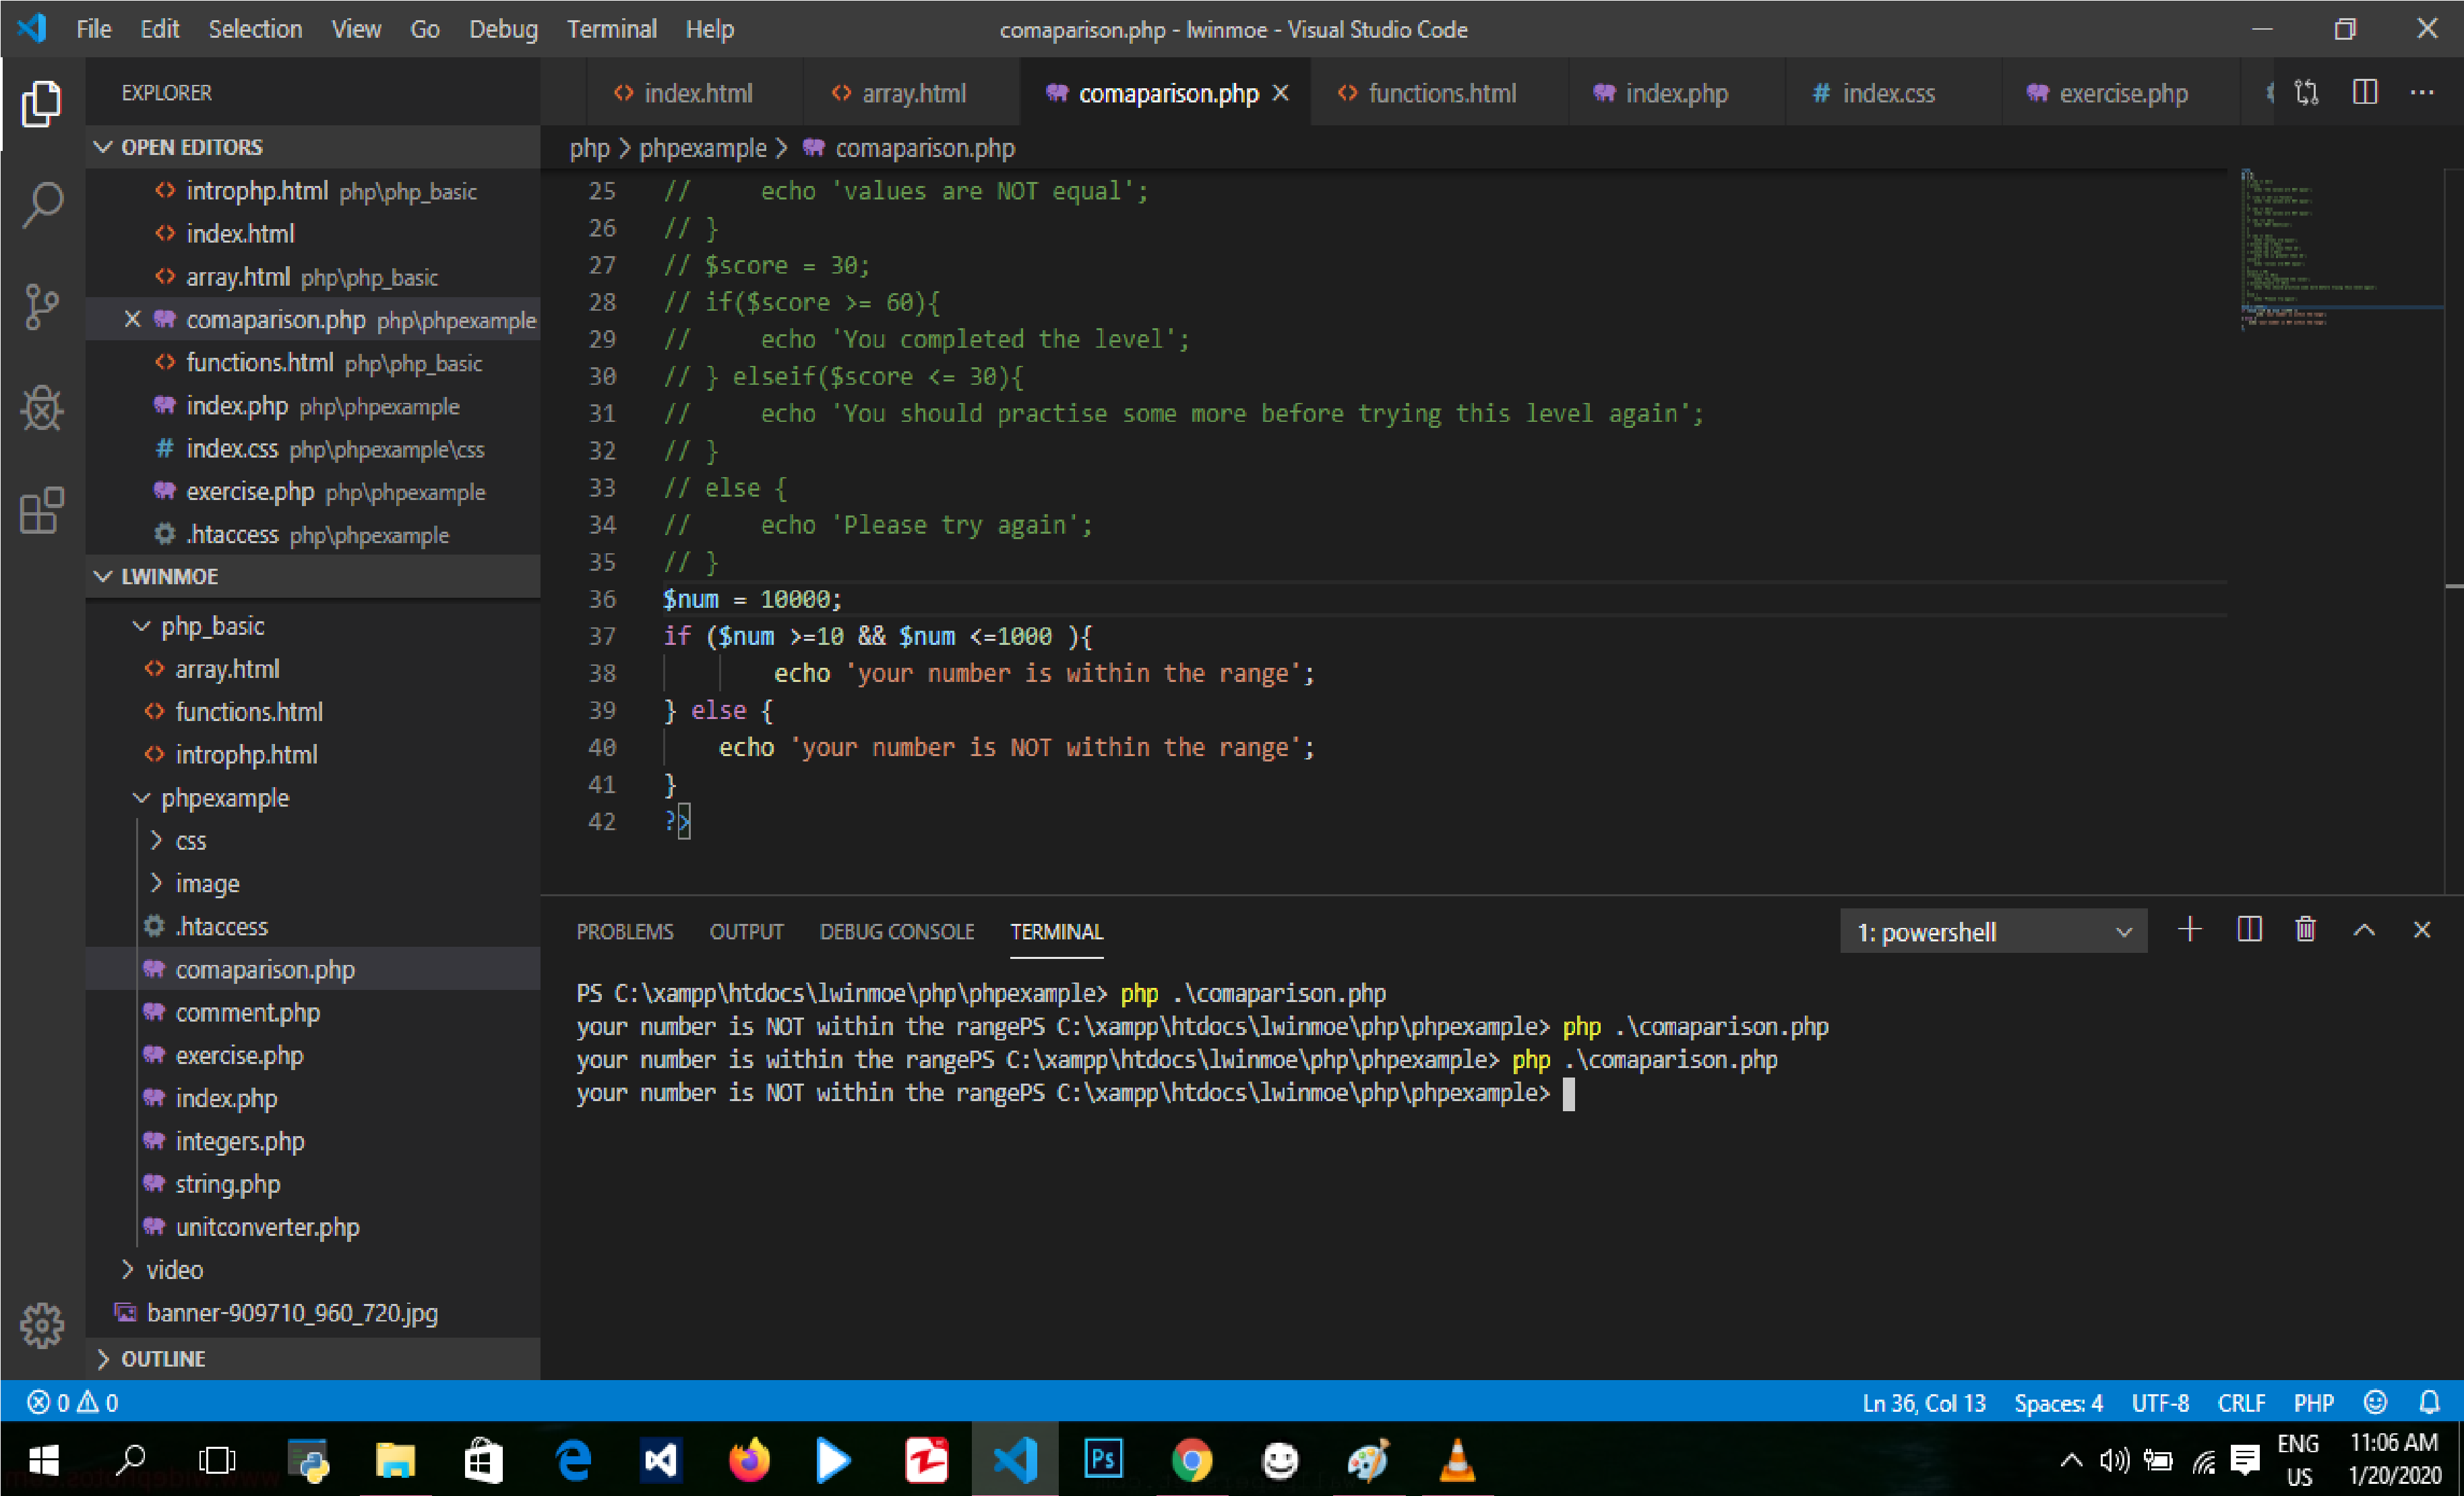 File Edit Selection View Go Debug Terminal Help comaparison.php - lwinmoe - Visual Studio Code
EXPLORER
OPEN EDITORS
introphp.html php\php_basic
index.html
array.html php\php_basic
comaparison.php php\phpexample
functions.html php\php_basic
index.php php\phpexample
index.css php\phpexample\css
exercise.php php\phpexample
.htaccess php\phpexample
LWINMOE
php_basic
array.html
functions.html
introphp.html
phpexample
css
image
.htaccess
comaparison.php
comment.php
exercise.php
index.php
integers.php
string.php
unitconverter.php
video
banner-909710_960_720.jpg
OUTLINE
index.html array.html comaparison.php functions.html index.php index.css exercise.php
php > phpexample > comaparison.php
25 //     echo 'values are NOT equal';
26 // }
27 // $score = 30;
28 // if($score >= 60){
29 //     echo 'You completed the level';
30 // } elseif($score <= 30){
31 //     echo 'You should practise some more before trying this level again';
32 // }
33 // else {
34 //     echo 'Please try again';
35 // }
36 $num = 10000;
37 if ($num >=10 && $num <=1000 ){
38         echo 'your number is within the range';
39 } else {
40     echo 'your number is NOT within the range';
41 }
42 ?>
PROBLEMS OUTPUT DEBUG CONSOLE TERMINAL 1: powershell
PS C:\xampp\htdocs\lwinmoe\php\phpexample> php .\comaparison.php
your number is NOT within the rangePS C:\xampp\htdocs\lwinmoe\php\phpexample> php .\comaparison.php
your number is within the rangePS C:\xampp\htdocs\lwinmoe\php\phpexample> php .\comaparison.php
your number is NOT within the rangePS C:\xampp\htdocs\lwinmoe\php\phpexample>
0 0 Ln 36, Col 13 Spaces: 4 UTF-8 CRLF PHP
Ps
ENG
US
11:06 AM
1/20/2020